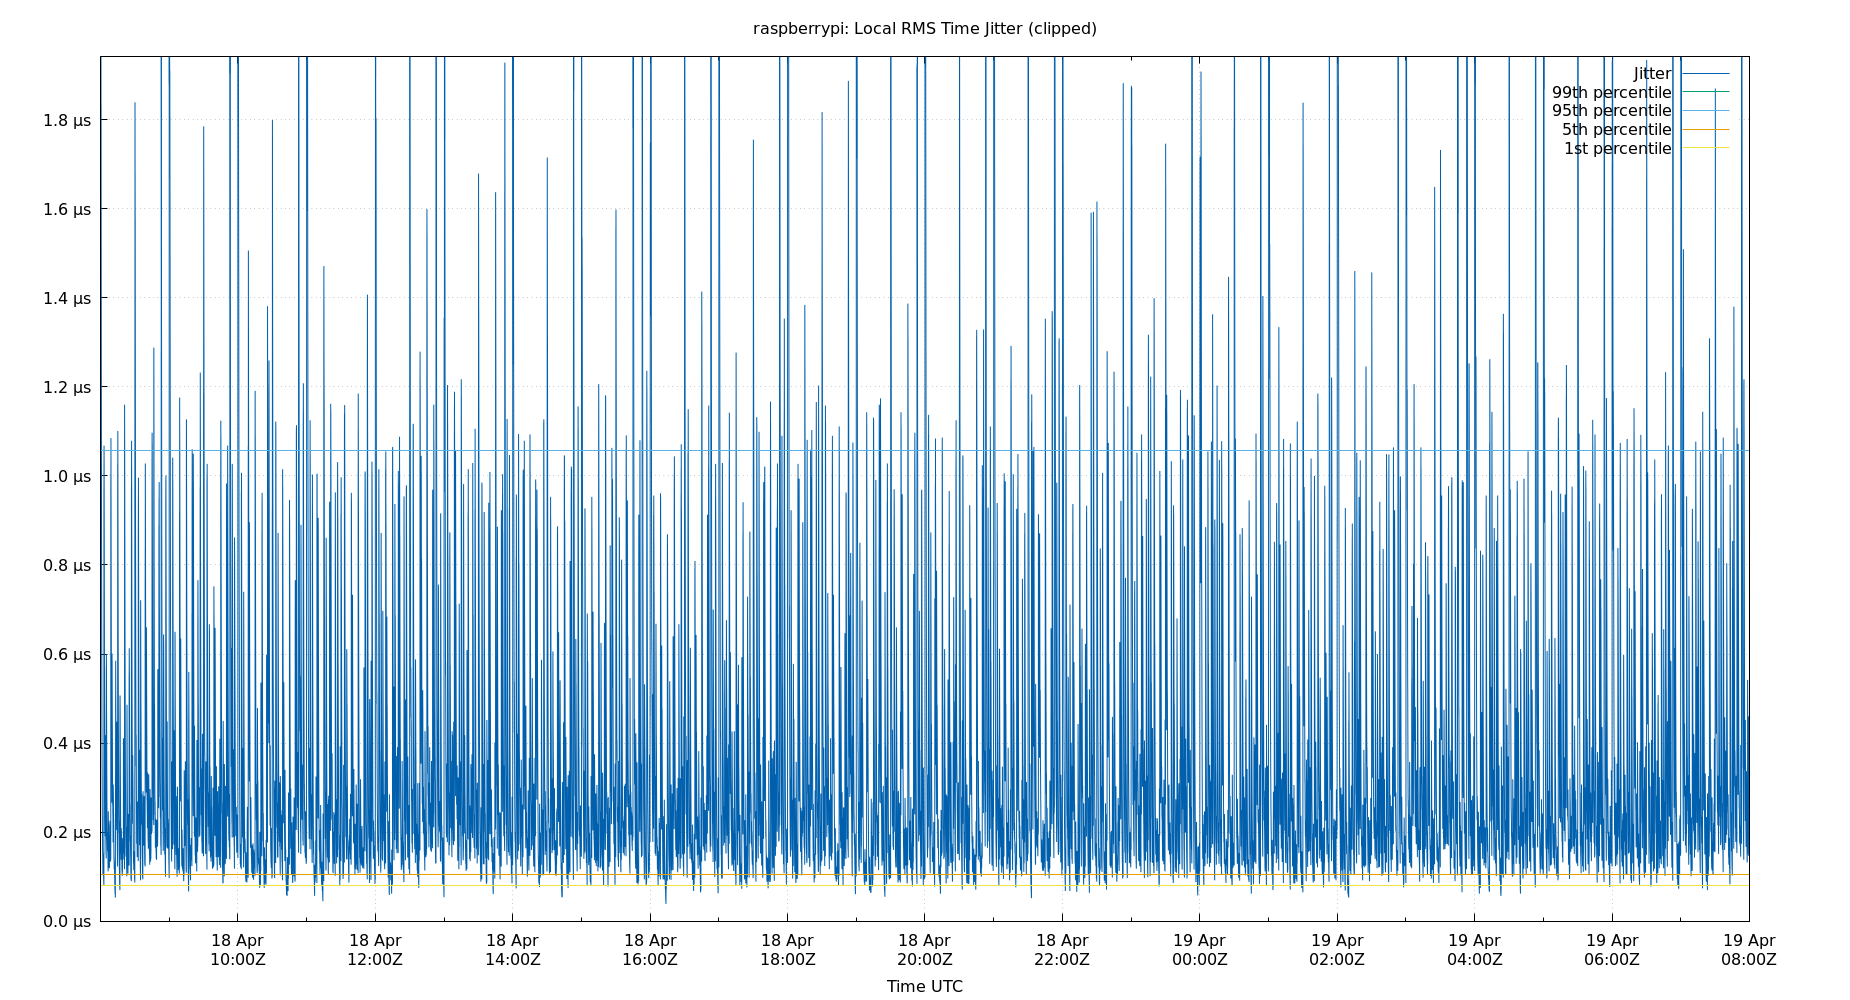 raspberrypi: Local RMS Time Jitter (clipped)
Jitter
99th percentile
95th percentile
5th percentile
1st percentile
1.8 µs
1.6 µs
1.4 µs
1.2 µs
1.0 µs
0.8 µs
0.6 µs
0.4 µs
0.2 µs
0.0 µs
18 Apr 18 Apr 18 Apr 18 Apr 18 Apr 18 Apr 18 Apr 19 Apr 19 Apr 19 Apr 19 Apr 19 Apr
10:00Z 12:00Z 14:00Z 16:00Z 18:00Z 20:00Z 22:00Z 00:00Z 02:00Z 04:00Z 06:00Z 08:00Z
Time UTC